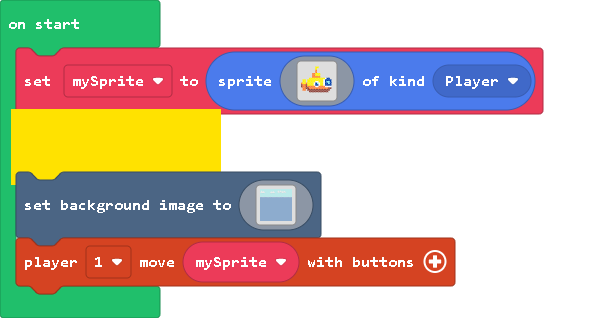 on start
set mySprite to sprite of kind Player
set background image to
player 1 move mySprite with buttons